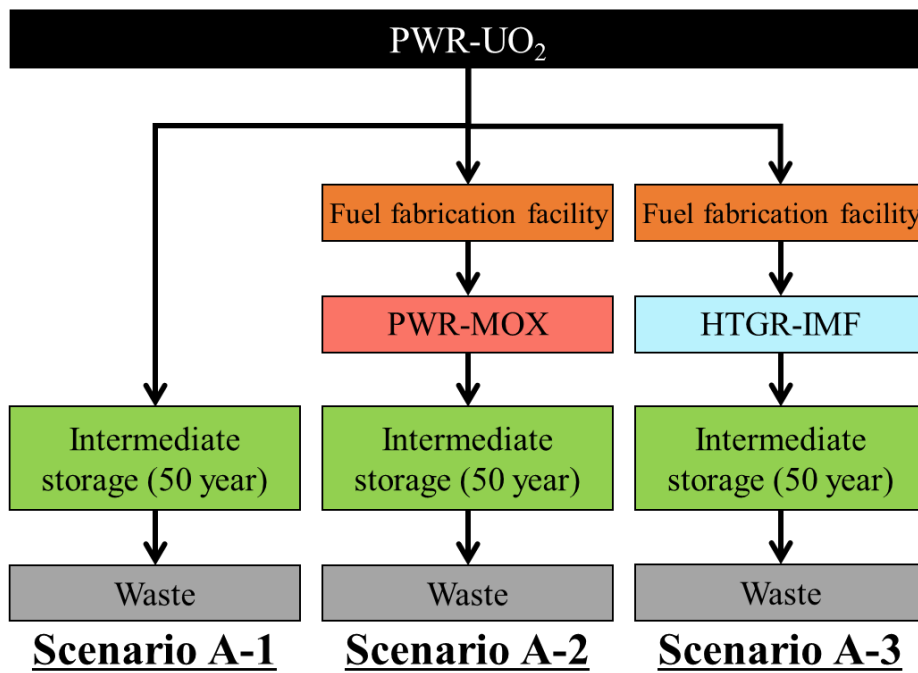 PWR-UO₂
Fuel fabrication facility
Fuel fabrication facility
PWR-MOX
HTGR-IMF
Intermediate
storage (50 year)
Intermediate
storage (50 year)
Intermediate
storage (50 year)
Waste
Waste
Waste
Scenario A-1
Scenario A-2
Scenario A-3